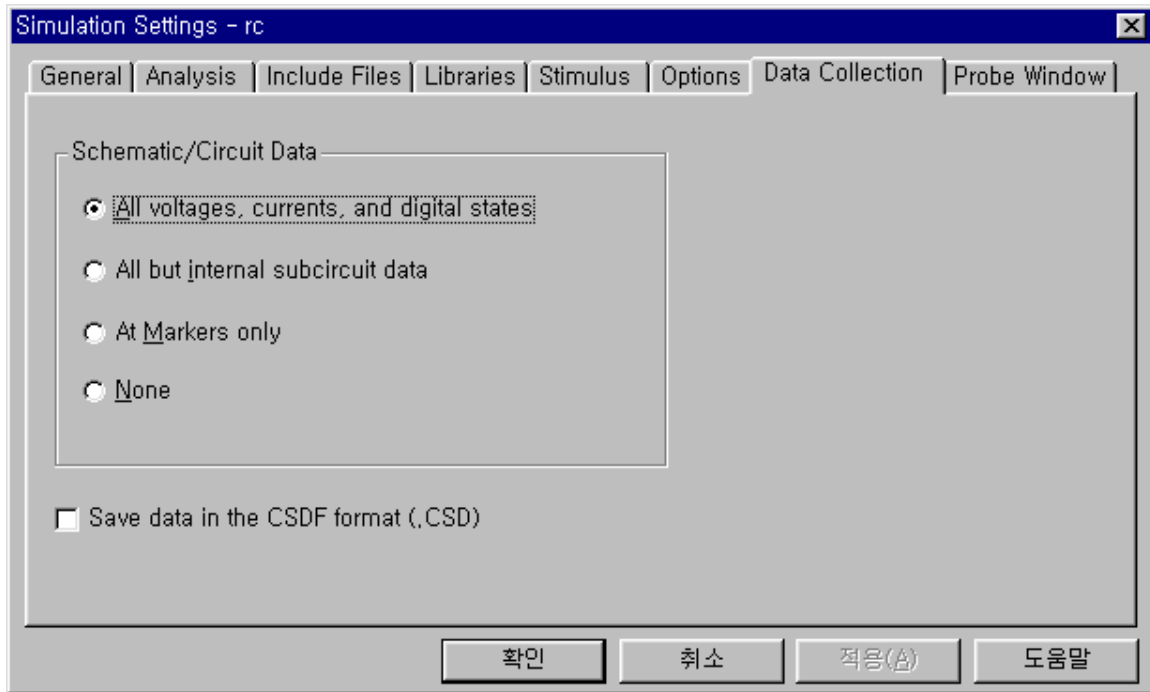 Simulation Settings - rc
General Analysis Include Files Libraries Stimulus Options Data Collection Probe Window
Schematic/Circuit Data
All voltages, currents, and digital states
All but internal subcircuit data
At Markers only
None
Save data in the CSDF format (.CSD)
확인 취소 적용(A) 도움말